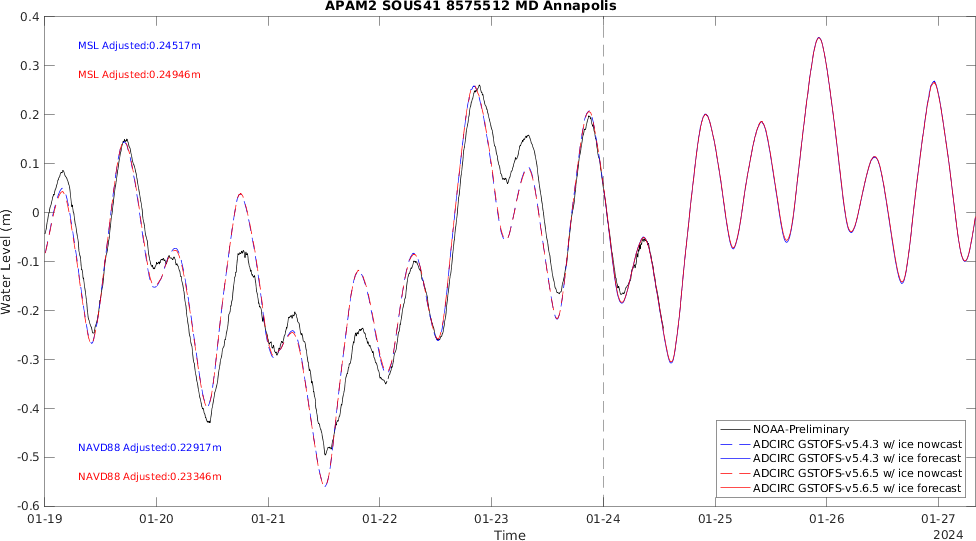 APAM2 SOUS41 8575512 MD Annapolis
0.4
0.3
0.2
0.1
0
-0.1
-0.2
-0.3
-0.4
-0.5
-0.6
Water Level (m)
MSL Adjusted:0.24517m
MSL Adjusted:0.24946m
NAVD88 Adjusted:0.22917m
NAVD88 Adjusted:0.23346m
NOAA-Preliminary
ADCIRC GSTOFS-v5.4.3 w/ ice nowcast
ADCIRC GSTOFS-v5.4.3 w/ ice forecast
ADCIRC GSTOFS-v5.6.5 w/ ice nowcast
ADCIRC GSTOFS-v5.6.5 w/ ice forecast
01-19 01-20 01-21 01-22 01-23 01-24 01-25 01-26 01-27
Time
2024